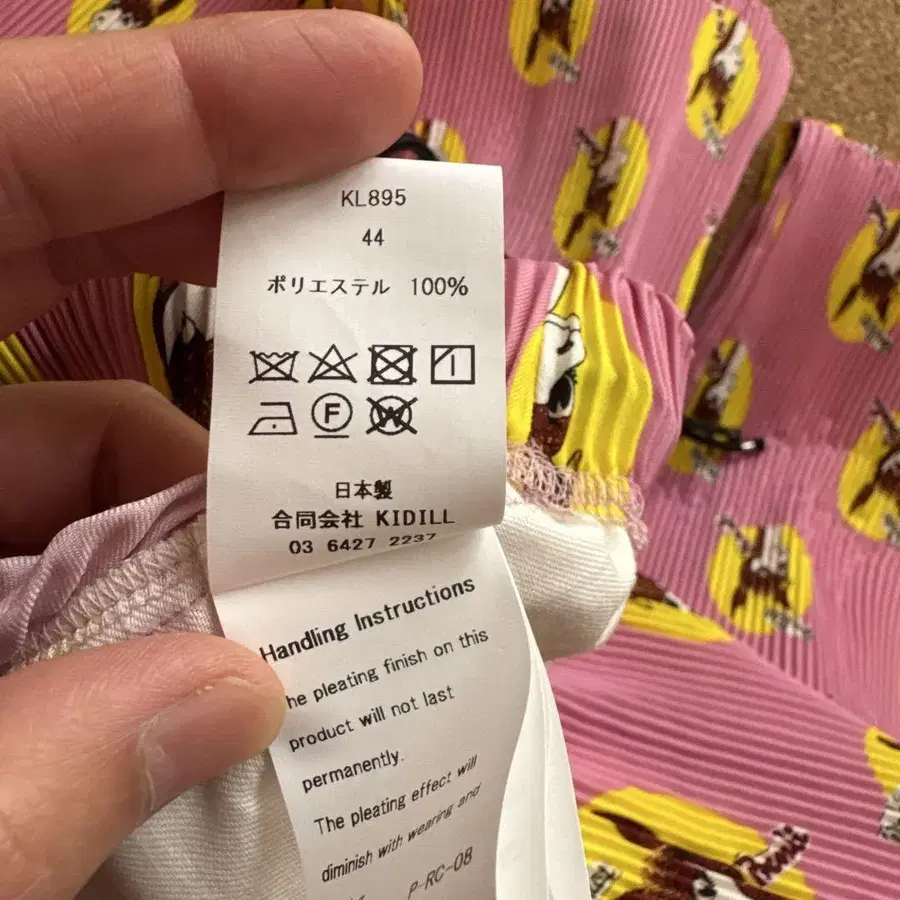 KL895
44
ポリエステル 100%
F
W
日本製
合同会社 KIDILL
03 6427 2237
Handling Instructions
he pleating finish on this
product will not last
permanently.
The pleating effect will
diminish with wearing and
P-RC-08